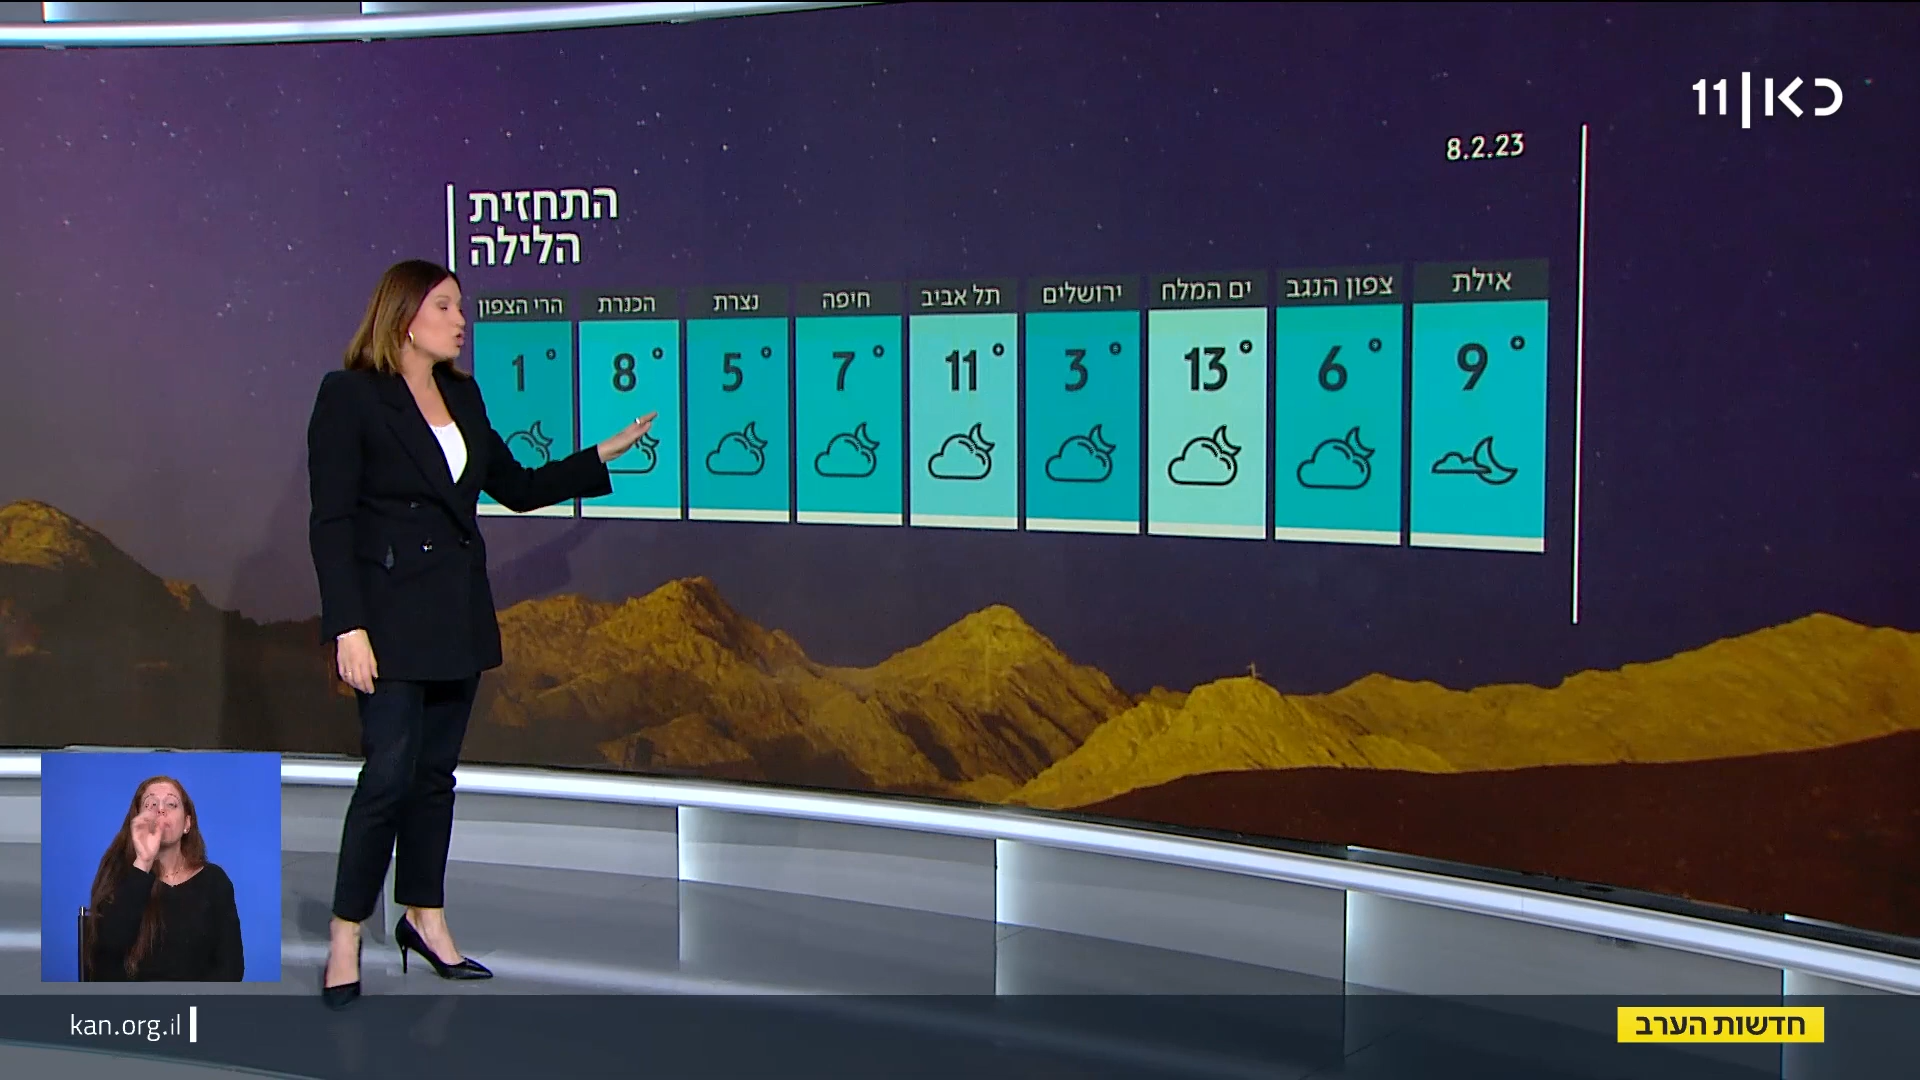 כאן 11
8.2.23
התחזית
הלילה
אילת
9°
צפון הנגב
6°
ים המלח
13°
ירושלים
3°
תל אביב
11°
חיפה
7°
נצרת
5°
הכנרת
8°
הרי הצפון
1°
חדשות הערב
kan.org.il